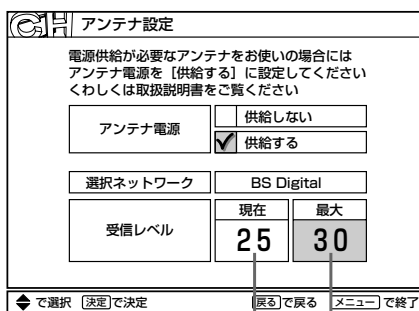 CH アンテナ設定
電源供給が必要なアンテナをお使いの場合には
アンテナ電源を［供給する］に設定してください
くわしくは取扱説明書をご覧ください
アンテナ電源
供給しない
供給する
選択ネットワーク BS Digital
受信レベル
現在 最大
25 30
で選択 決定で決定 戻るで戻る メニューで終了